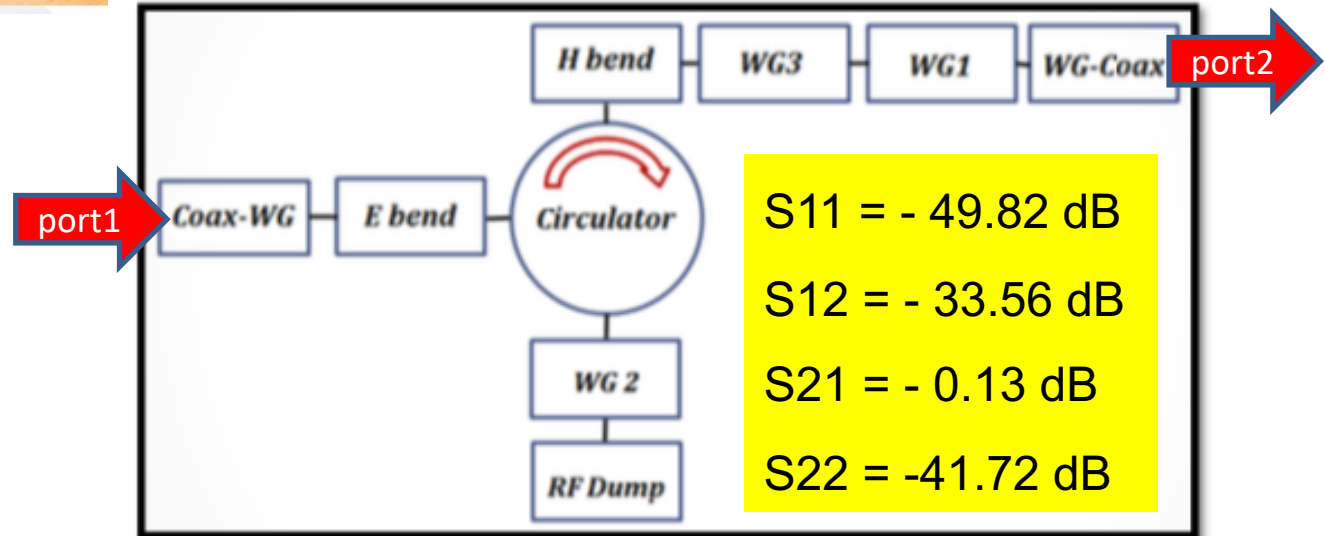 H bend
WG3
WG1
WG-Coax
port2
port1
Coax-WG
E bend
Circulator
WG 2
RF Dump
S11 = - 49.82 dB
S12 = - 33.56 dB
S21 = - 0.13 dB
S22 = -41.72 dB